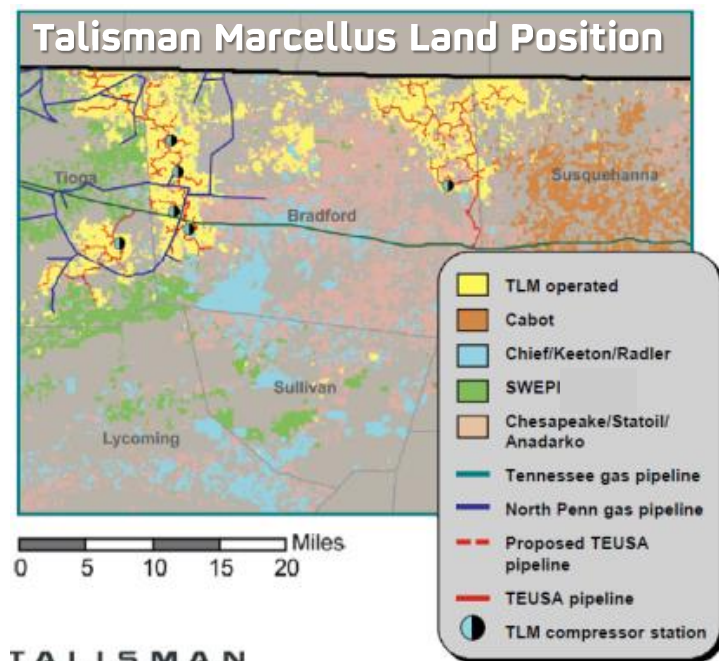 Talisman Marcellus Land Position
Tioga
Bradford
Susquehanna
Sullivan
Lycoming
TLM operated
Cabot
Chief/Keeton/Radler
SWEPI
Chesapeake/Statoil/
Anadarko
Tennessee gas pipeline
North Penn gas pipeline
Proposed TEUSA
pipeline
TEUSA pipeline
TLM compressor station
Miles
0 5 10 15 20
TALISMAN